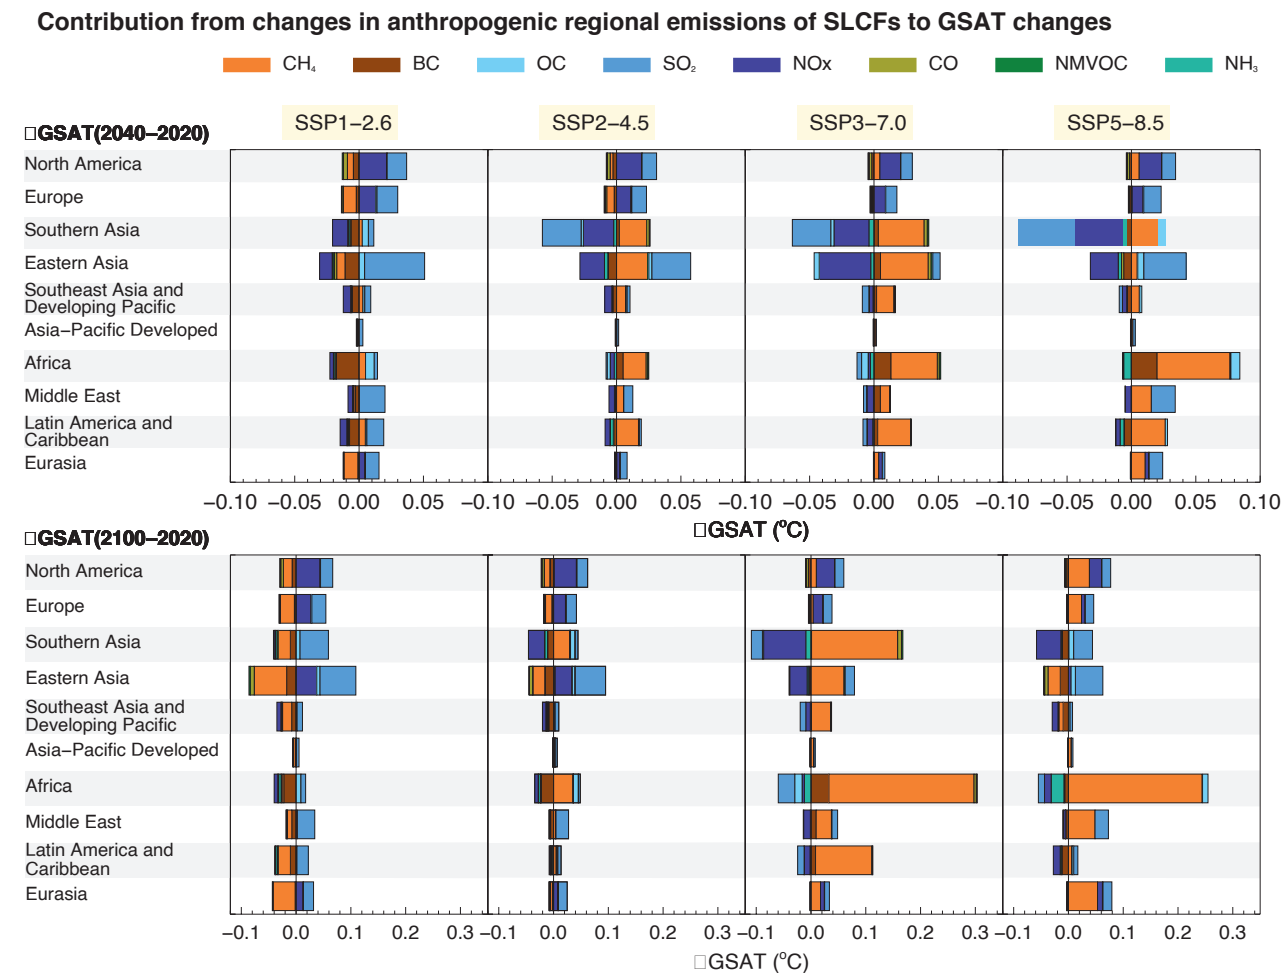 Contribution from changes in anthropogenic regional emissions of SLCFs to GSAT changes
CH₄ BC OC SO₂ NOx CO NMVOC NH₃
□GSAT(2040–2020) SSP1–2.6 SSP2–4.5 SSP3–7.0 SSP5–8.5
North America
Europe
Southern Asia
Eastern Asia
Southeast Asia and
Developing Pacific
Asia–Pacific Developed
Africa
Middle East
Latin America and
Caribbean
Eurasia
−0.10 −0.05 0.00 0.05 −0.10 −0.05 0.00 0.05 −0.10 −0.05 0.00 0.05 −0.10 −0.05 0.00 0.05 0.10
□GSAT (°C)
□GSAT(2100–2020)
North America
Europe
Southern Asia
Eastern Asia
Southeast Asia and
Developing Pacific
Asia–Pacific Developed
Africa
Middle East
Latin America and
Caribbean
Eurasia
−0.1 0.0 0.1 0.2 0.3 −0.1 0.0 0.1 0.2 0.3 −0.1 0.0 0.1 0.2 0.3 −0.1 0.0 0.1 0.2 0.3
□GSAT (°C)